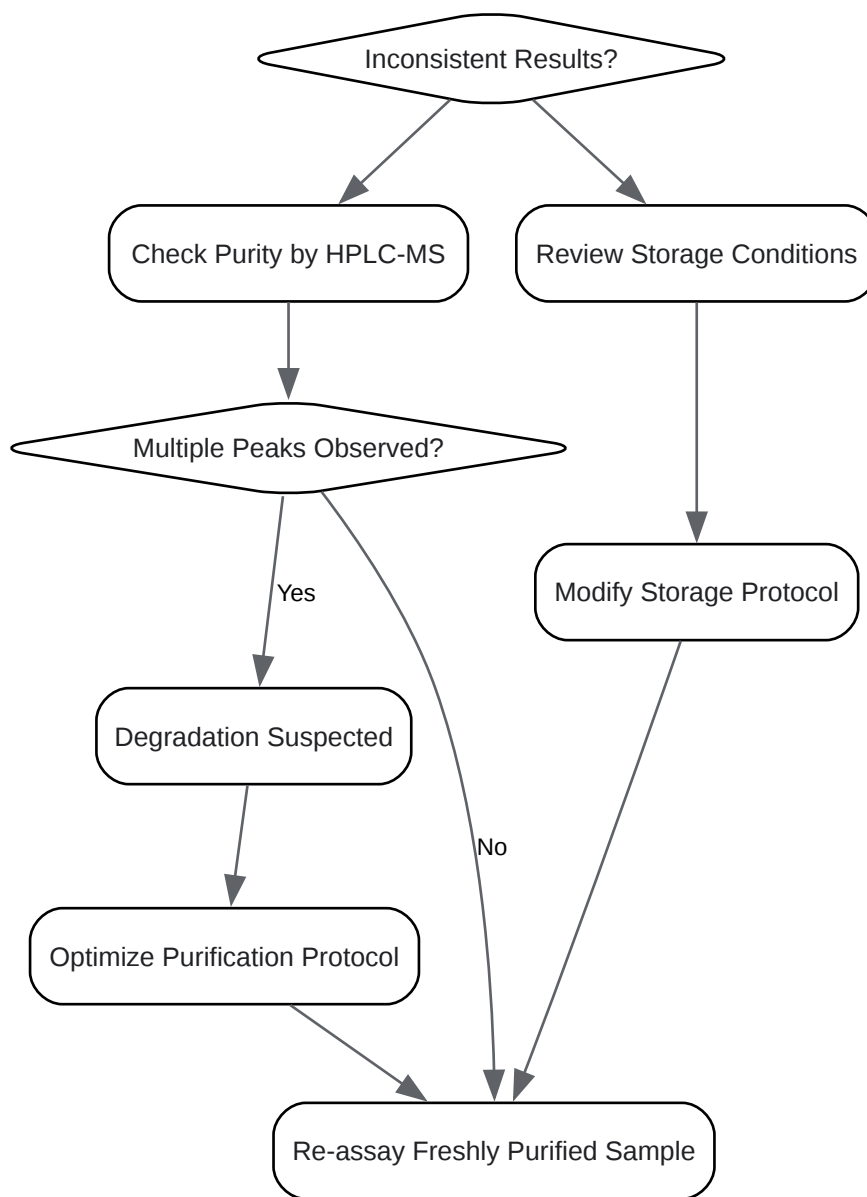 Inconsistent Results?
Check Purity by HPLC-MS
Review Storage Conditions
Multiple Peaks Observed?
Yes
Modify Storage Protocol
Degradation Suspected
No
Optimize Purification Protocol
Re-assay Freshly Purified Sample